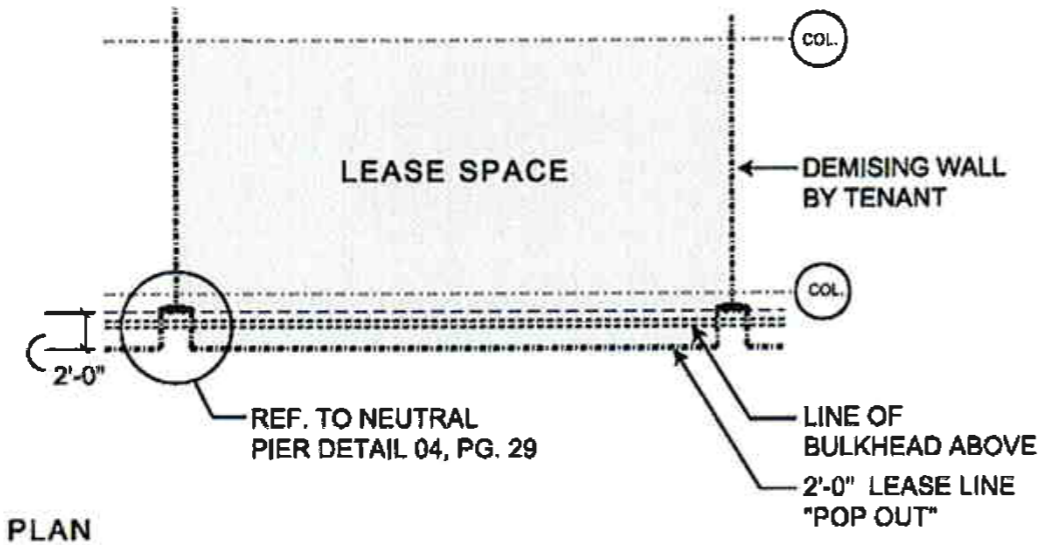 COL.
LEASE SPACE
DEMISING WALL
BY TENANT
COL.
2'-0"
REF. TO NEUTRAL
PIER DETAIL 04, PG. 29
LINE OF
BULKHEAD ABOVE
2'-0" LEASE LINE
"POP OUT"
PLAN